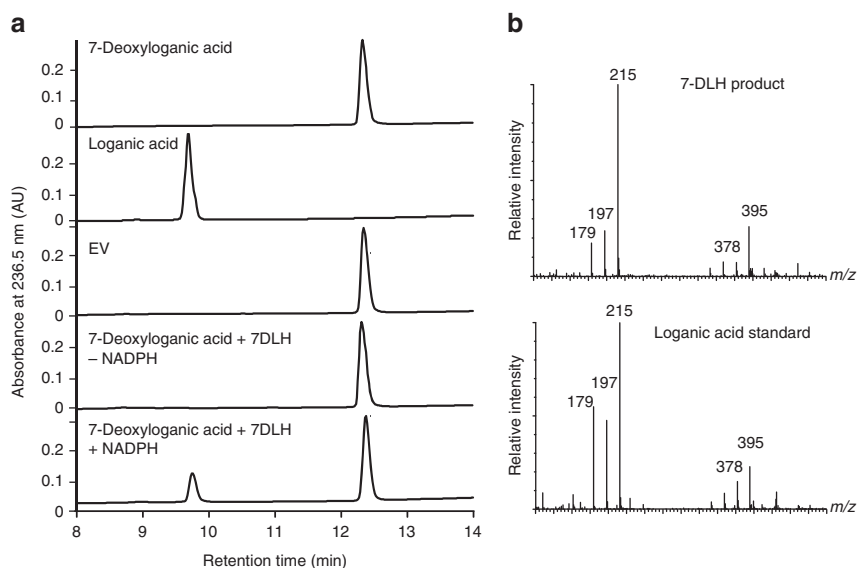 a
Absorbance at 236.5 nm (AU)
7-Deoxyloganic acid
0.2
0.1
0
Loganic acid
0.2
0.1
0
EV
0.2
0.1
0
7-Deoxyloganic acid + 7DLH
– NADPH
0.2
0.1
0
7-Deoxyloganic acid + 7DLH
+ NADPH
0.2
0.1
0
8 9 10 11 12 13 14
Retention time (min)
b
Relative intensity
7-DLH product
215
197
179
395
378
m/z
Relative intensity
Loganic acid standard
215
197
179
395
378
m/z